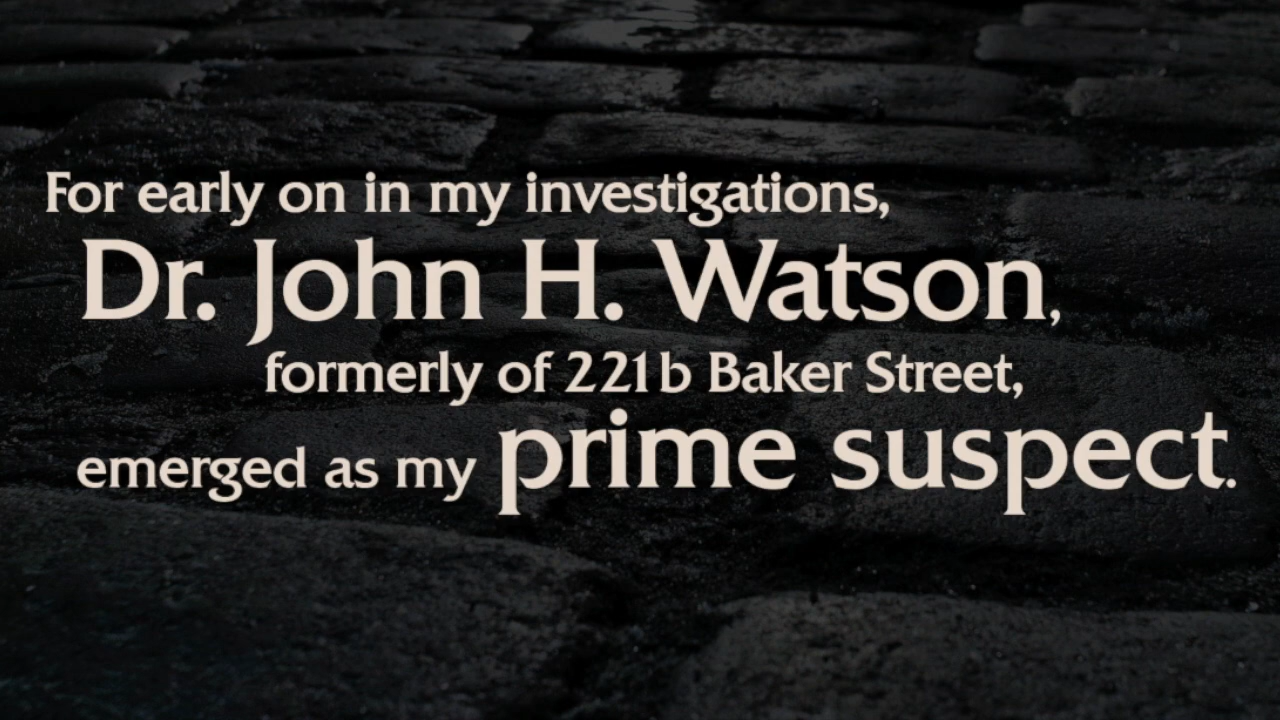 For early on in my investigations,
Dr. John H. Watson,
formerly of 221b Baker Street,
emerged as my prime suspect.